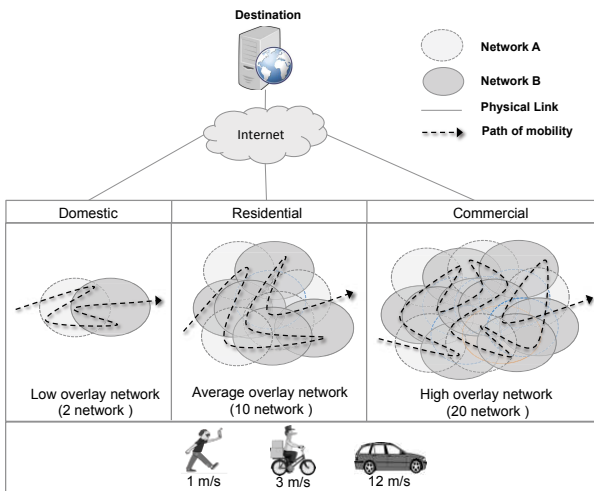 Destination
Network A
Network B
Physical Link
Path of mobility
Internet
Domestic
Residential
Commercial
Low overlay network
(2 network )
Average overlay network
(10 network )
High overlay network
(20 network )
1 m/s
3 m/s
12 m/s